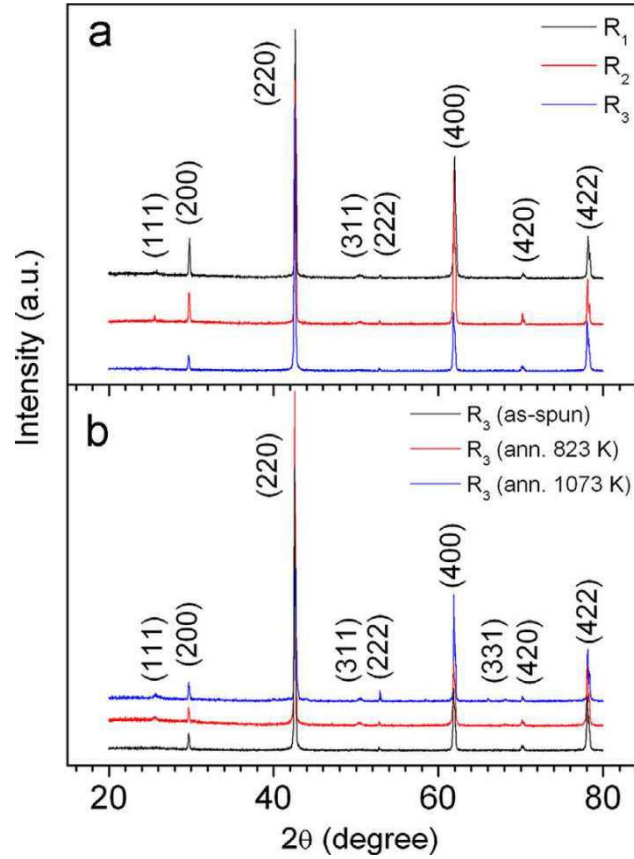 a
R1
R2
R3
(111)
(200)
(220)
(311)
(222)
(400)
(420)
(422)
Intensity (a.u.)
b
R3 (as-spun)
R3 (ann. 823 K)
R3 (ann. 1073 K)
(111)
(200)
(220)
(311)
(222)
(400)
(331)
(420)
(422)
20 40 60 80
2θ (degree)